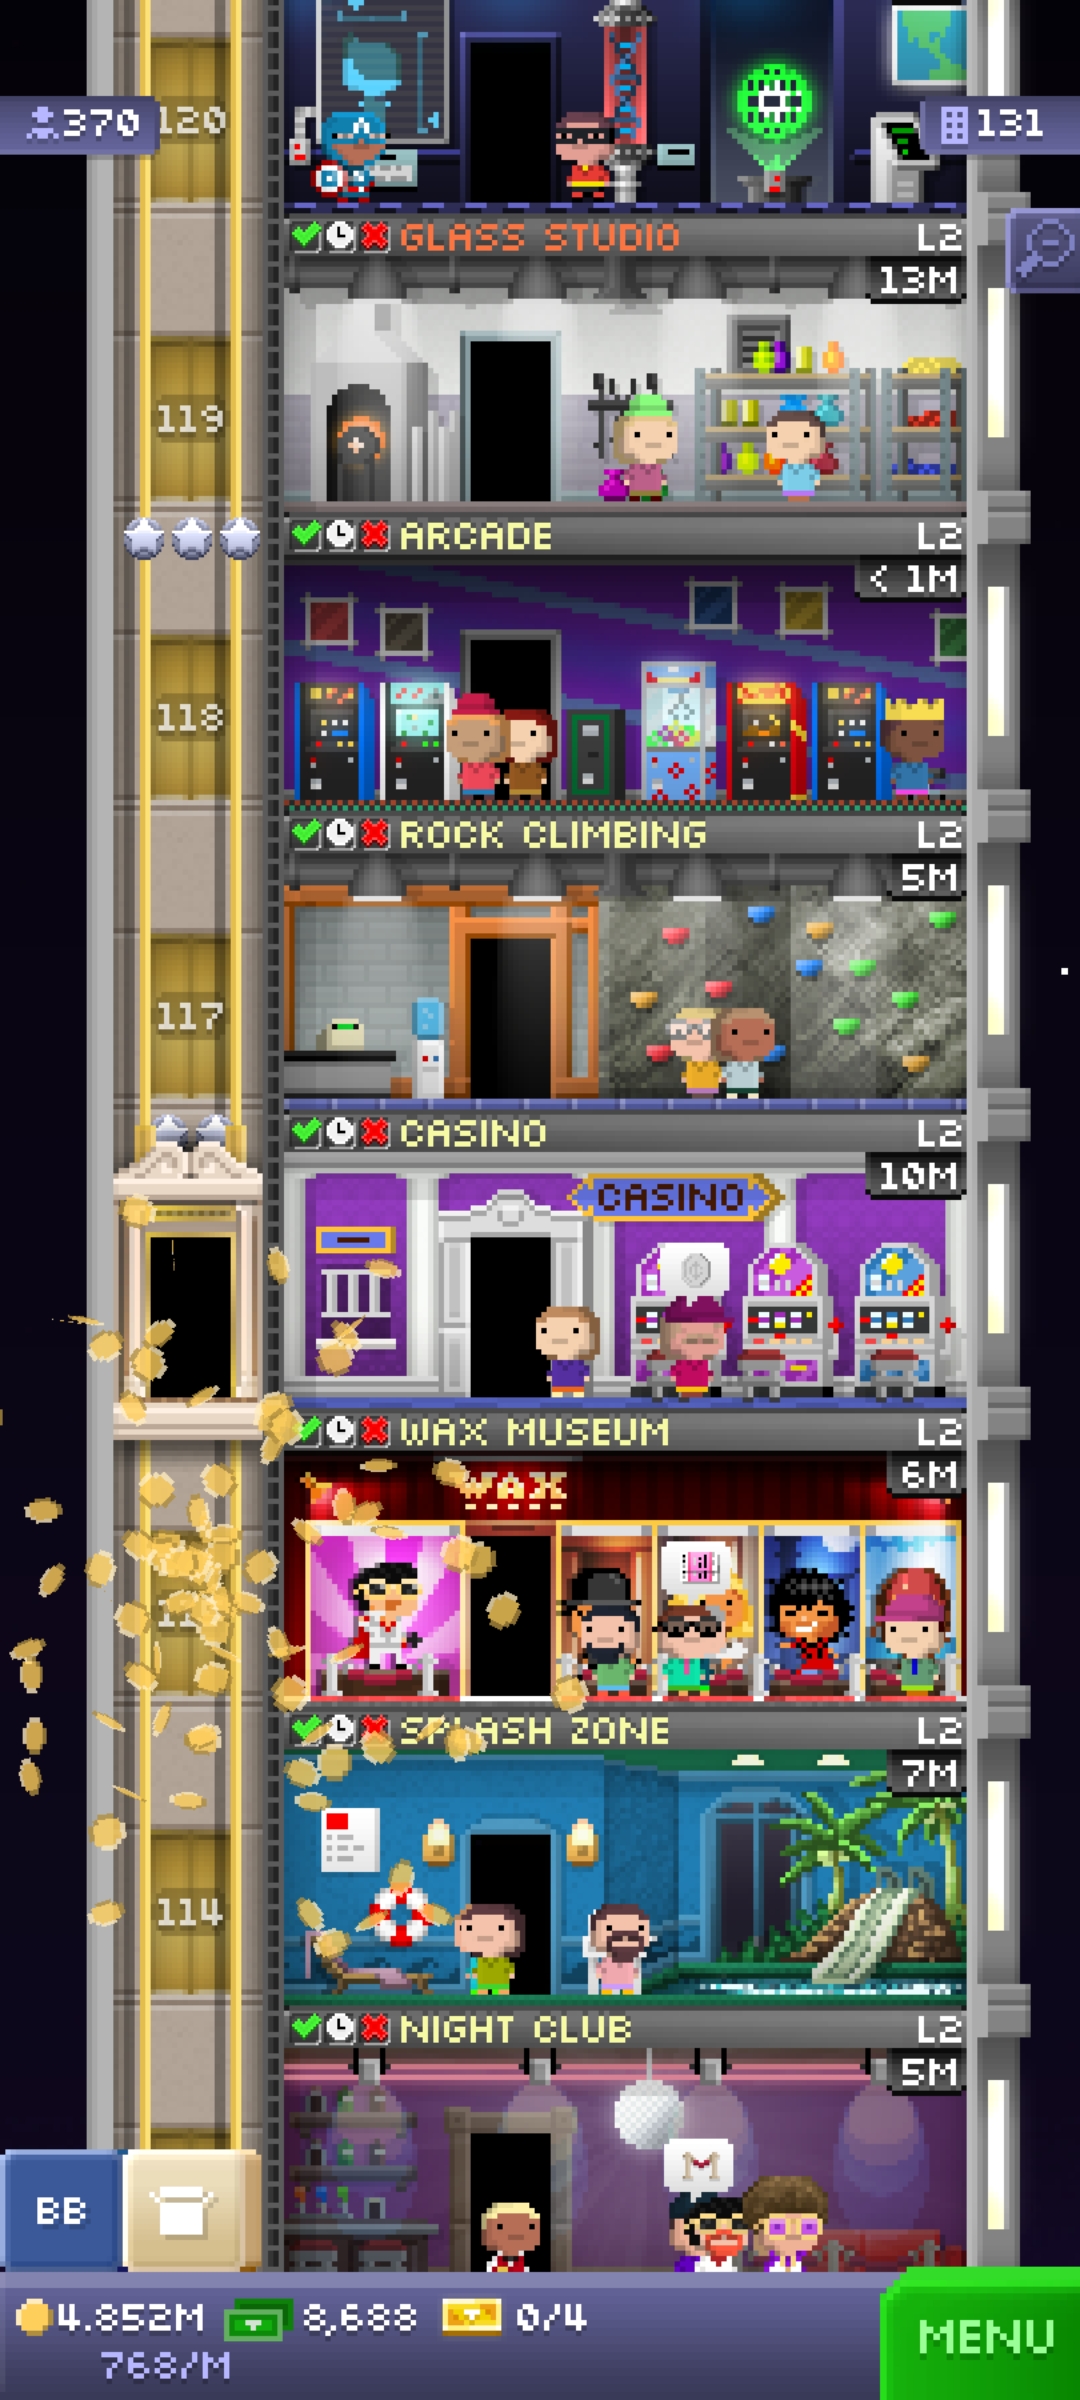 370
120
131
GLASS STUDIO L2
13M
119
ARCADE L2
< 1M
118
ROCK CLIMBING L2
5M
117
CASINO L2
10M
CASINO
WAX MUSEUM L2
6M
WAX
SPLASH ZONE L2
7M
114
NIGHT CLUB L2
5M
M
BB
4.852M 8,688 0/4
768/M
MENU